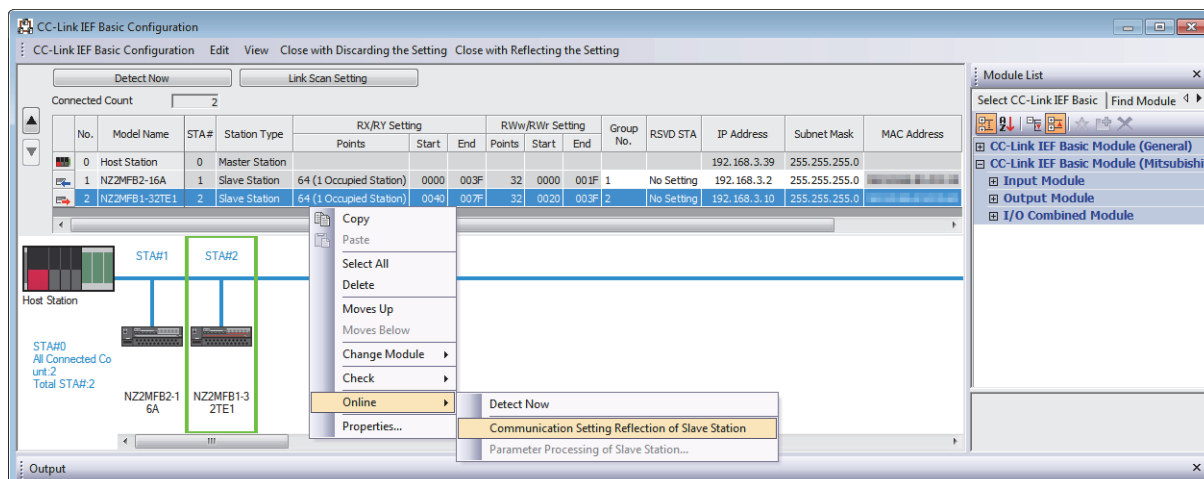 CC-Link IEF Basic Configuration
CC-Link IEF Basic Configuration Edit View Close with Discarding the Setting Close with Reflecting the Setting
Detect Now Link Scan Setting
Connected Count 2
No. Model Name STA# Station Type RX/RY Setting RWw/RWr Setting Group No. RSVD STA IP Address Subnet Mask MAC Address
Points Start End Points Start End
0 Host Station 0 Master Station 192.168.3.39 255.255.255.0
1 NZ2MFB2-16A 1 Slave Station 64 (1 Occupied Station) 0000 003F 32 0000 001F 1 No Setting 192.168.3.2 255.255.255.0
2 NZ2MFB1-32TE1 2 Slave Station 64 (1 Occupied Station) 0040 007F 32 0020 003F 2 No Setting 192.168.3.10 255.255.255.0
STA#1 STA#2
Host Station
STA#0
All Connected Co
unt:2
Total STA#:2
NZ2MFB2-1
6A
NZ2MFB1-3
2TE1
Copy
Paste
Select All
Delete
Moves Up
Moves Below
Change Module
Check
Online
Properties...
Detect Now
Communication Setting Reflection of Slave Station
Parameter Processing of Slave Station...
Module List
Select CC-Link IEF Basic Find Module
CC-Link IEF Basic Module (General)
CC-Link IEF Basic Module (Mitsubishi
Input Module
Output Module
I/O Combined Module
Output